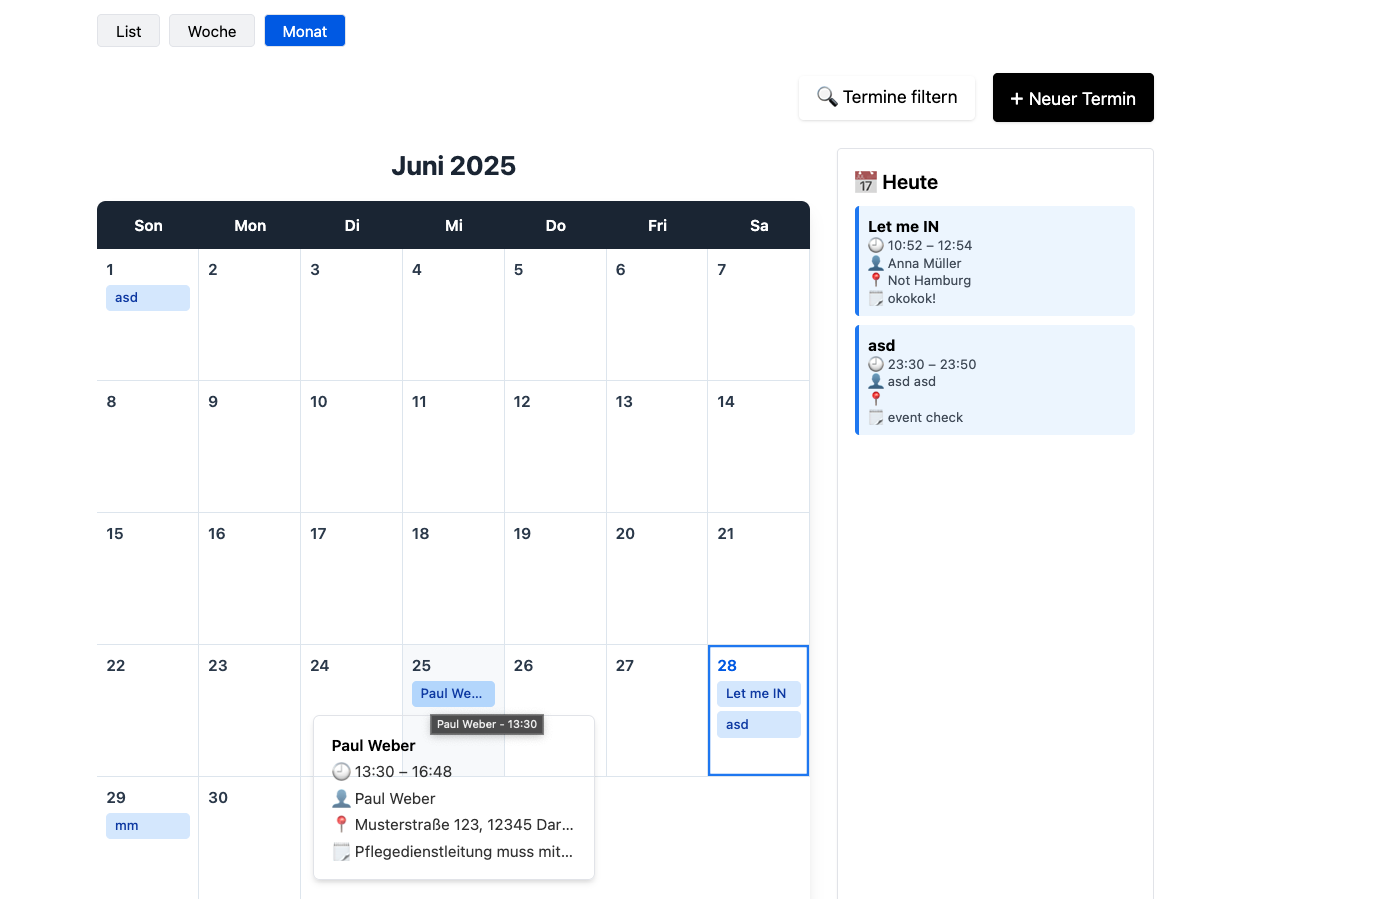 List Woche Monat
Termine filtern + Neuer Termin
Juni 2025
Son Mon Di Mi Do Fri Sa
1 2 3 4 5 6 7
asd
8 9 10 11 12 13 14
15 16 17 18 19 20 21
22 23 24 25 26 27 28
Paul We... Let me IN
asd
Paul Weber - 13:30
Paul Weber
13:30 – 16:48
Paul Weber
Musterstraße 123, 12345 Dar...
Pflegedienstleitung muss mit...
29 30
mm
17 Heute
Let me IN
10:52 – 12:54
Anna Müller
Not Hamburg
okokok!
asd
23:30 – 23:50
asd asd
event check